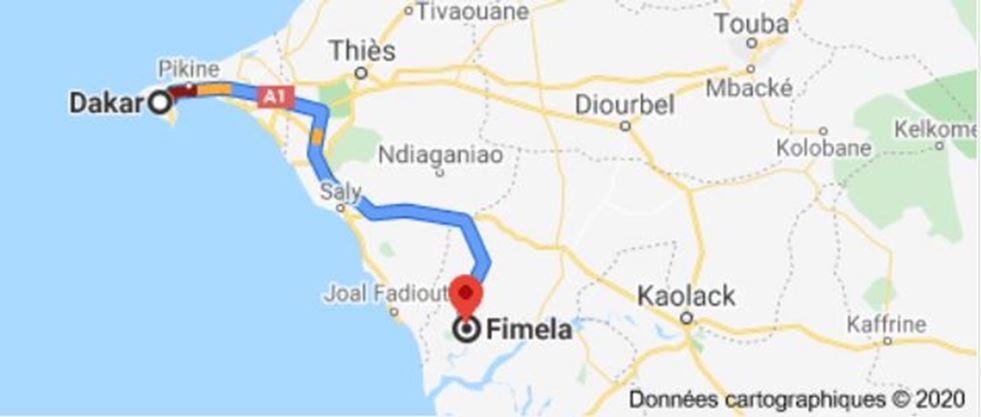 Tivaouane
Touba
Thiès
Pikine
Mbacké
Dakar
A1
Diourbel
Kelkome
Kolobane
Ndiaganiao
Saly
Joal Fadiout
Kaolack
Fimela
Kaffrine
Données cartographiques © 2020